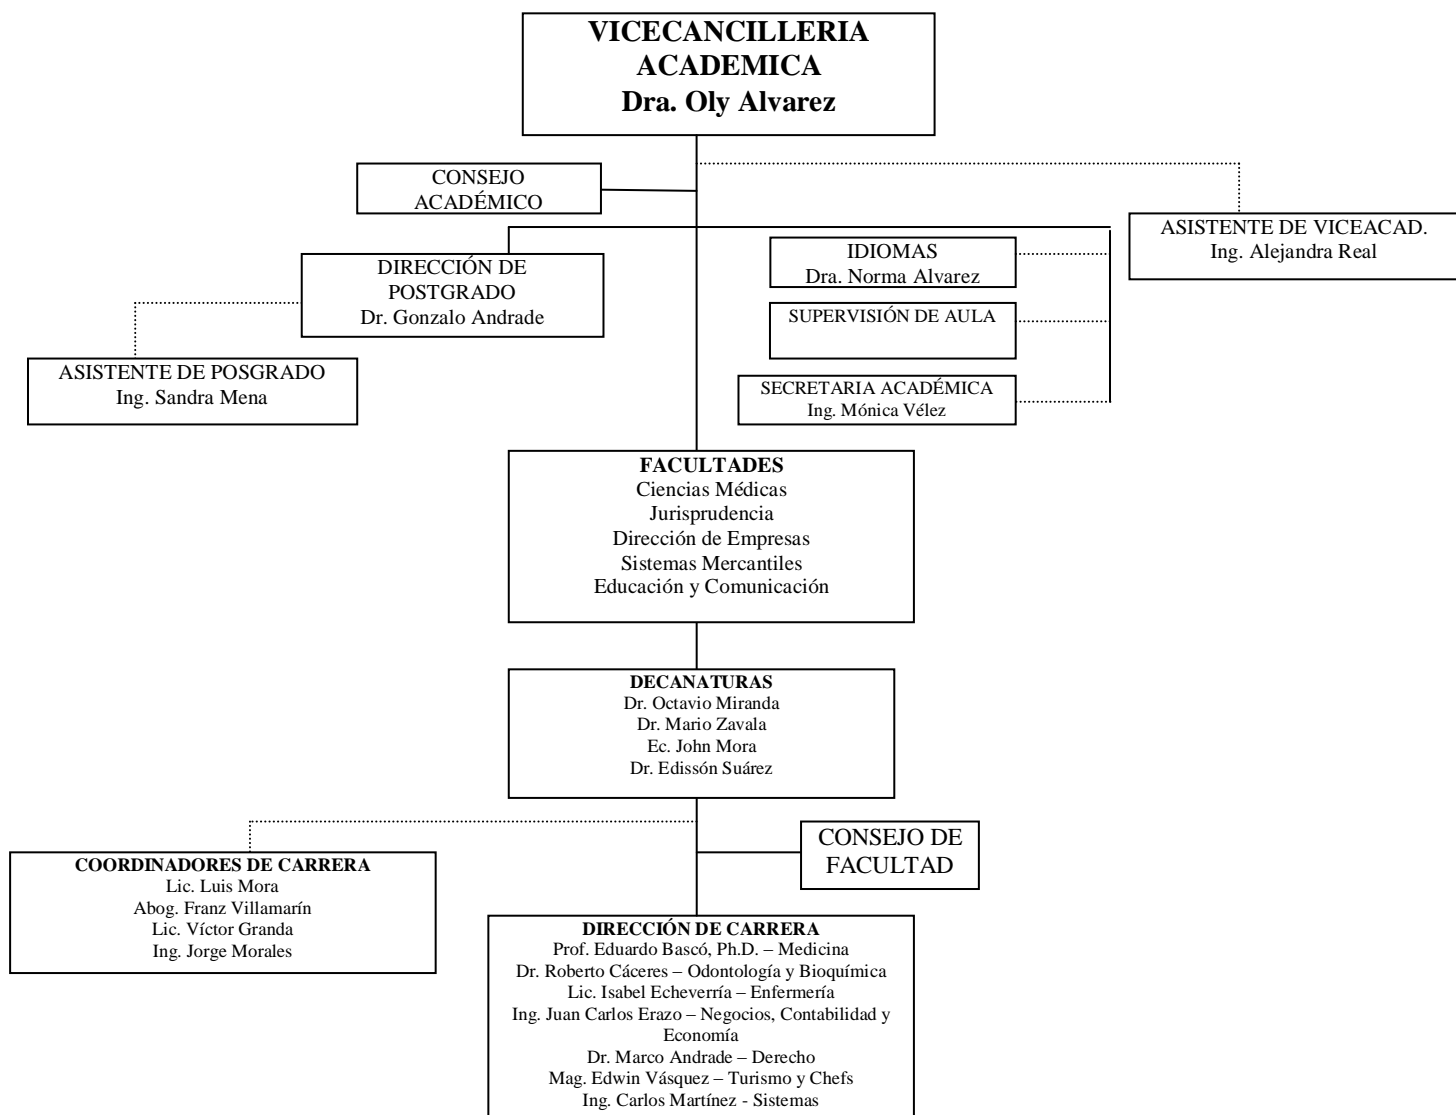 VICECANCILLERIA
ACADEMICA
Dra. Oly Alvarez
CONSEJO
ACADÉMICO
ASISTENTE DE VICEACAD.
Ing. Alejandra Real
IDIOMAS
Dra. Norma Alvarez
DIRECCIÓN DE
POSTGRADO
Dr. Gonzalo Andrade
SUPERVISIÓN DE AULA
ASISTENTE DE POSGRADO
Ing. Sandra Mena
SECRETARIA ACADÉMICA
Ing. Mónica Vélez
FACULTADES
Ciencias Médicas
Jurisprudencia
Dirección de Empresas
Sistemas Mercantiles
Educación y Comunicación
DECANATURAS
Dr. Octavio Miranda
Dr. Mario Zavala
Ec. John Mora
Dr. Edissón Suárez
CONSEJO DE
FACULTAD
COORDINADORES DE CARRERA
Lic. Luis Mora
Abog. Franz Villamarín
Lic. Víctor Granda
Ing. Jorge Morales
DIRECCIÓN DE CARRERA
Prof. Eduardo Bascó, Ph.D. – Medicina
Dr. Roberto Cáceres – Odontología y Bioquímica
Lic. Isabel Echeverría – Enfermería
Ing. Juan Carlos Erazo – Negocios, Contabilidad y
Economía
Dr. Marco Andrade – Derecho
Mag. Edwin Vásquez – Turismo y Chefs
Ing. Carlos Martínez - Sistemas